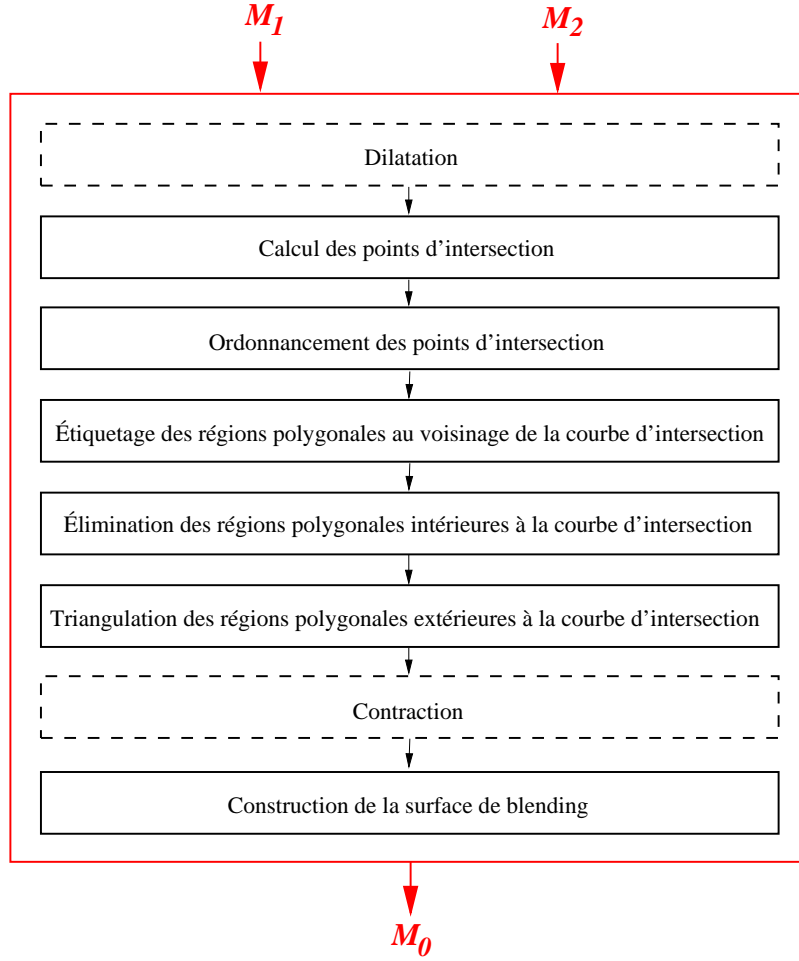 M1 M2
Dilatation
Calcul des points d’intersection
Ordonnancement des points d’intersection
Étiquetage des régions polygonales au voisinage de la courbe d’intersection
Élimination des régions polygonales intérieures à la courbe d’intersection
Triangulation des régions polygonales extérieures à la courbe d’intersection
Contraction
Construction de la surface de blending
M0